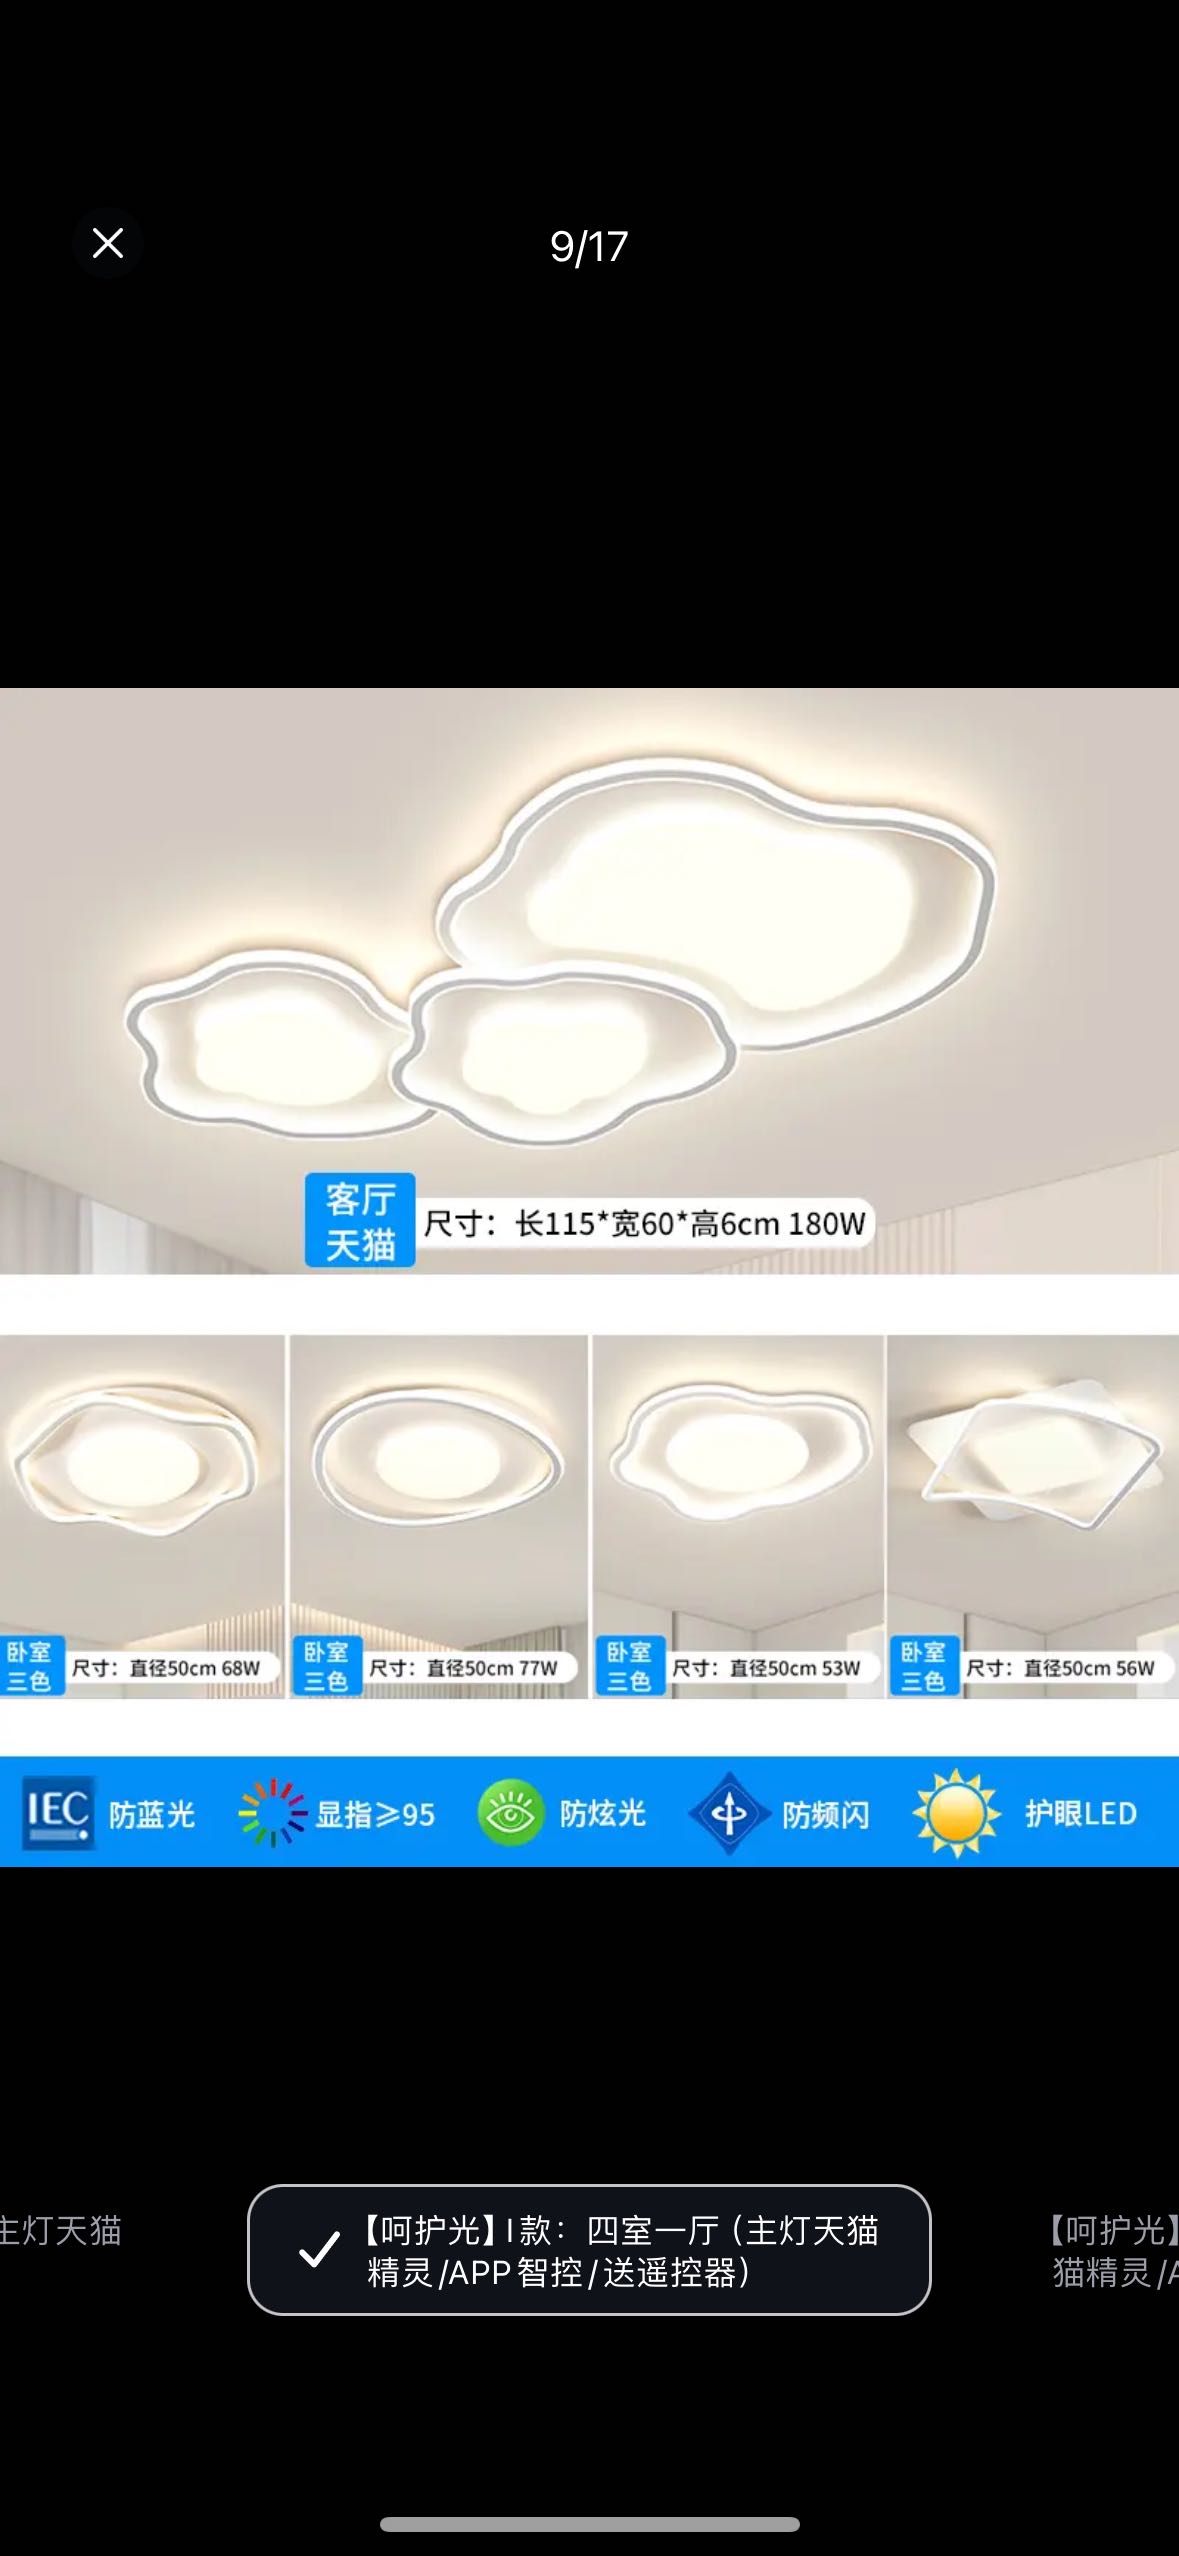 9/17
客厅
天猫
尺寸：长115*宽60*高6cm 180W
卧室
三色
尺寸：直径50cm 68W
卧室
三色
尺寸：直径50cm 77W
卧室
三色
尺寸：直径50cm 53W
卧室
三色
尺寸：直径50cm 56W
IEC 防蓝光
显指≥95
防炫光
防频闪
护眼LED
主灯天猫
【呵护光】I款：四室一厅（主灯天猫
精灵/APP智控/送遥控器）
【呵护光】
猫精灵/A